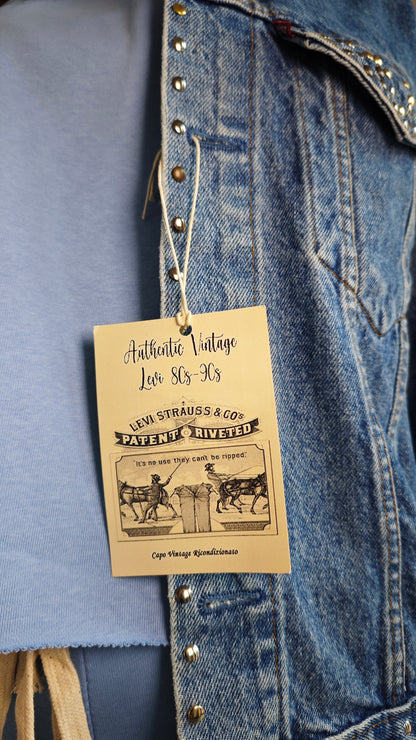 Authentic Vintage
Levi 80s-90s
LEVI STRAUSS & CO'S
PATENT RIVETED
"It's no use they can't be ripped."
Capo Vintage Ricondizionato